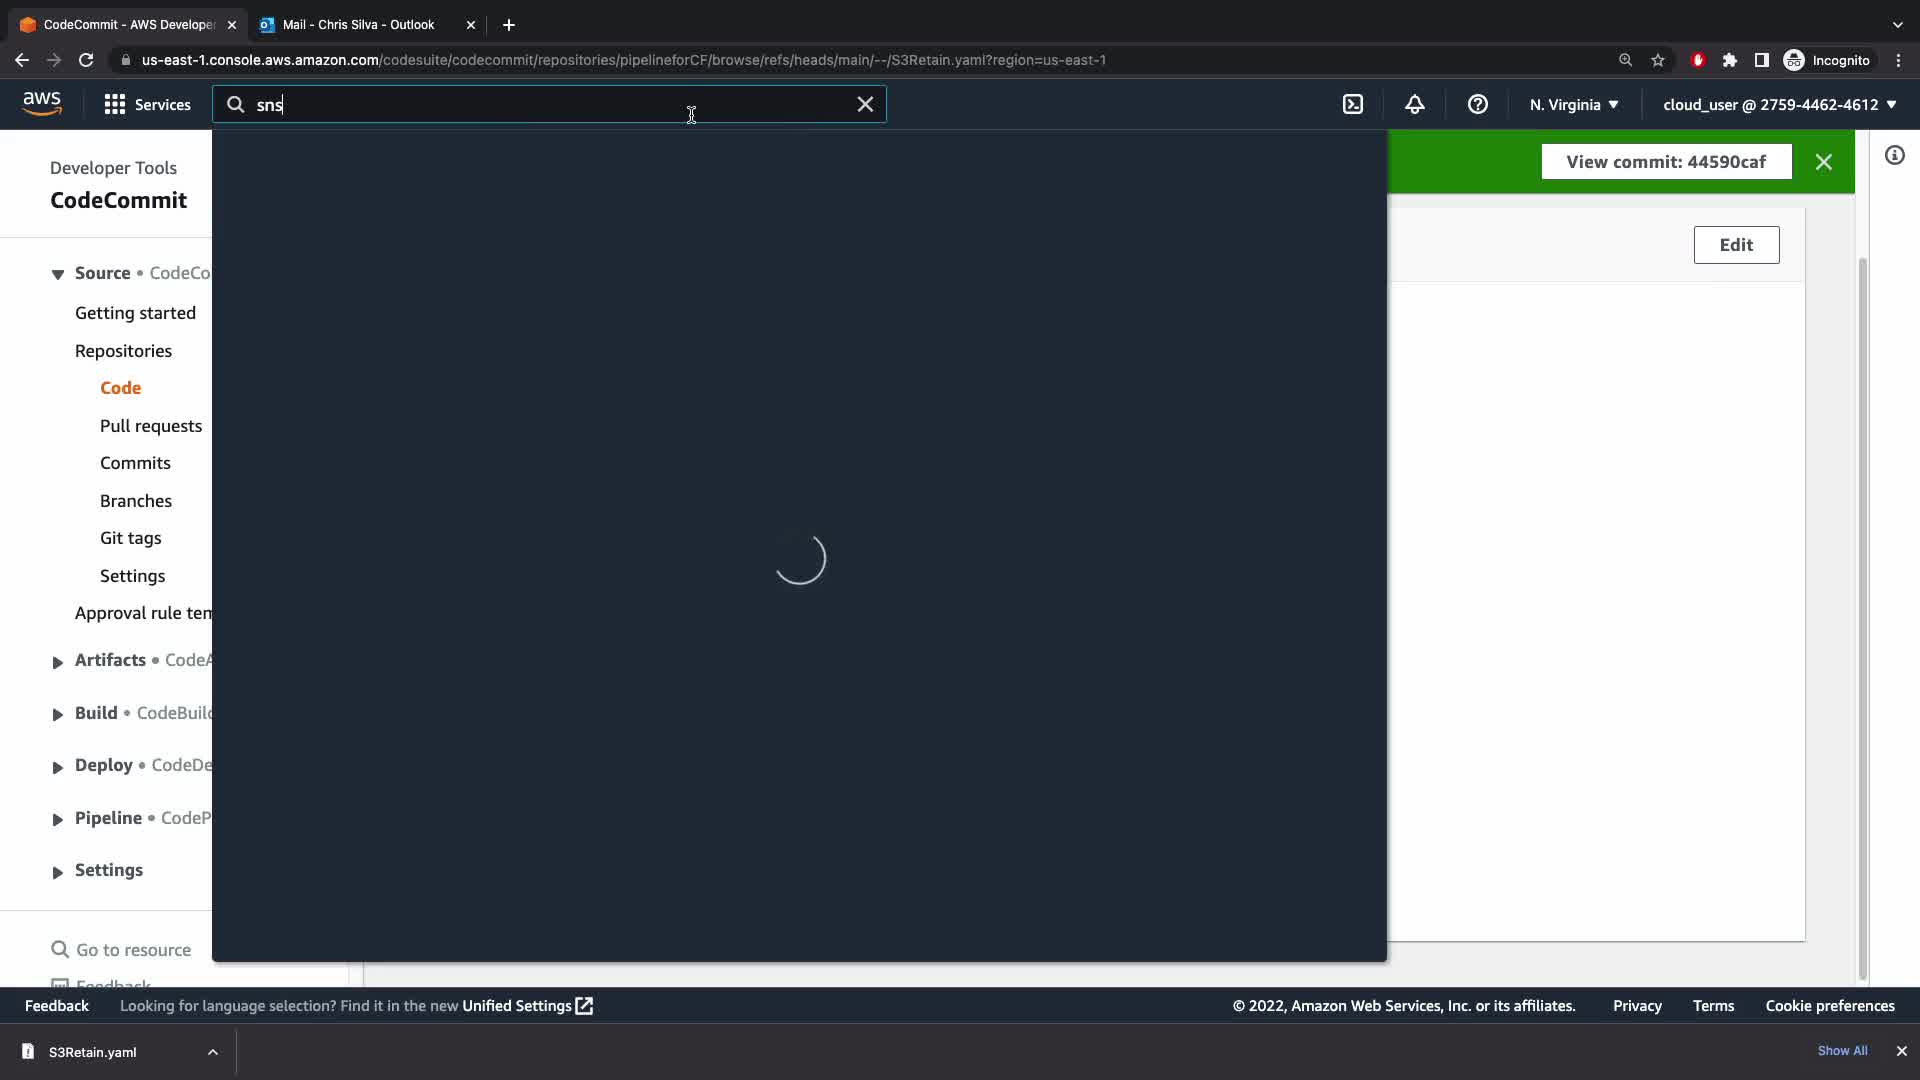 CodeCommit - AWS Developer
Mail - Chris Silva - Outlook
us-east-1.console.aws.amazon.com/codesuite/codecommit/repositories/pipelineforCF/browse/refs/heads/main/--/S3Retain.yaml?region=us-east-1
Incognito
aws
Services
sns
N. Virginia
cloud_user @ 2759-4462-4612
Developer Tools
CodeCommit
View commit: 44590caf
Edit
Source • CodeCo
Getting started
Repositories
Code
Pull requests
Commits
Branches
Git tags
Settings
Approval rule tem
Artifacts • CodeA
Build • CodeBuild
Deploy • CodeDe
Pipeline • CodeP
Settings
Go to resource
Feedback
Feedback
Looking for language selection? Find it in the new Unified Settings
© 2022, Amazon Web Services, Inc. or its affiliates.
Privacy
Terms
Cookie preferences
S3Retain.yaml
Show All